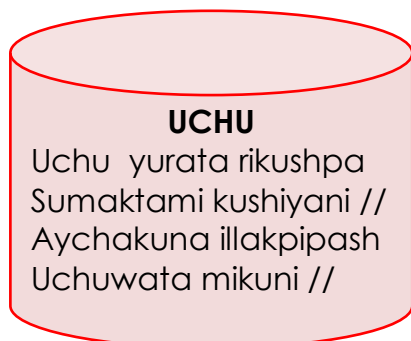 UCHU
Uchu yurata rikushpa
Sumaktami kushiyani //
Aychakuna illakpipash
Uchuwata mikuni //